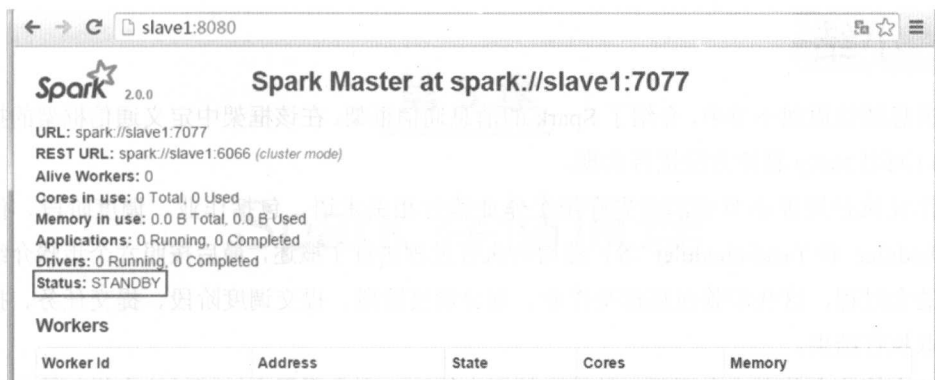 slave1:8080
Spark 2.0.0
Spark Master at spark://slave1:7077
URL: spark://slave1:7077
REST URL: spark://slave1:6066 (cluster mode)
Alive Workers: 0
Cores in use: 0 Total, 0 Used
Memory in use: 0.0 B Total, 0.0 B Used
Applications: 0 Running, 0 Completed
Drivers: 0 Running, 0 Completed
Status: STANDBY
Workers
Worker Id Address State Cores Memory